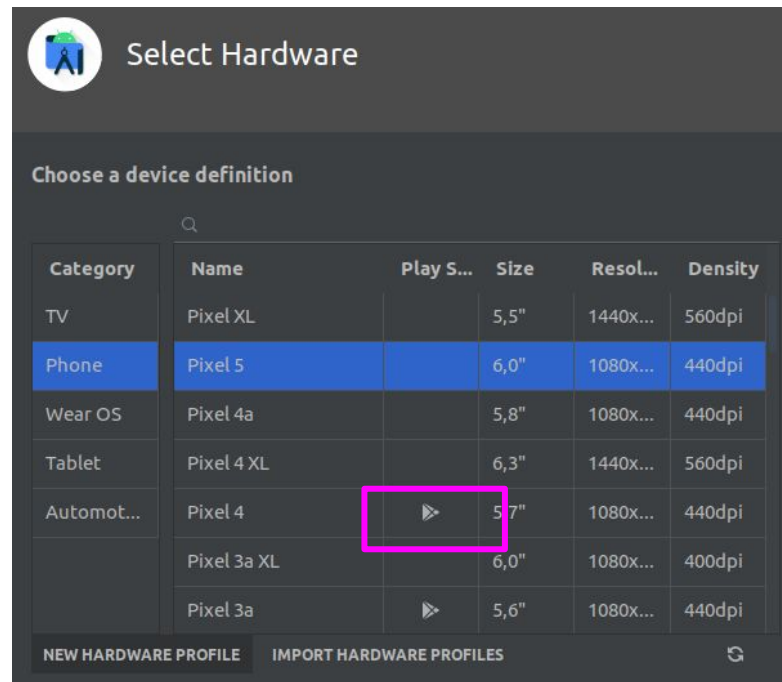 Select Hardware
Choose a device definition
Category Name Play S... Size Resol... Density
TV Pixel XL 5,5" 1440x... 560dpi
Phone Pixel 5 6,0" 1080x... 440dpi
Wear OS Pixel 4a 5,8" 1080x... 440dpi
Tablet Pixel 4 XL 6,3" 1440x... 560dpi
Automot... Pixel 4 5,7" 1080x... 440dpi
Pixel 3a XL 6,0" 1080x... 400dpi
Pixel 3a 5,6" 1080x... 440dpi
NEW HARDWARE PROFILE IMPORT HARDWARE PROFILES